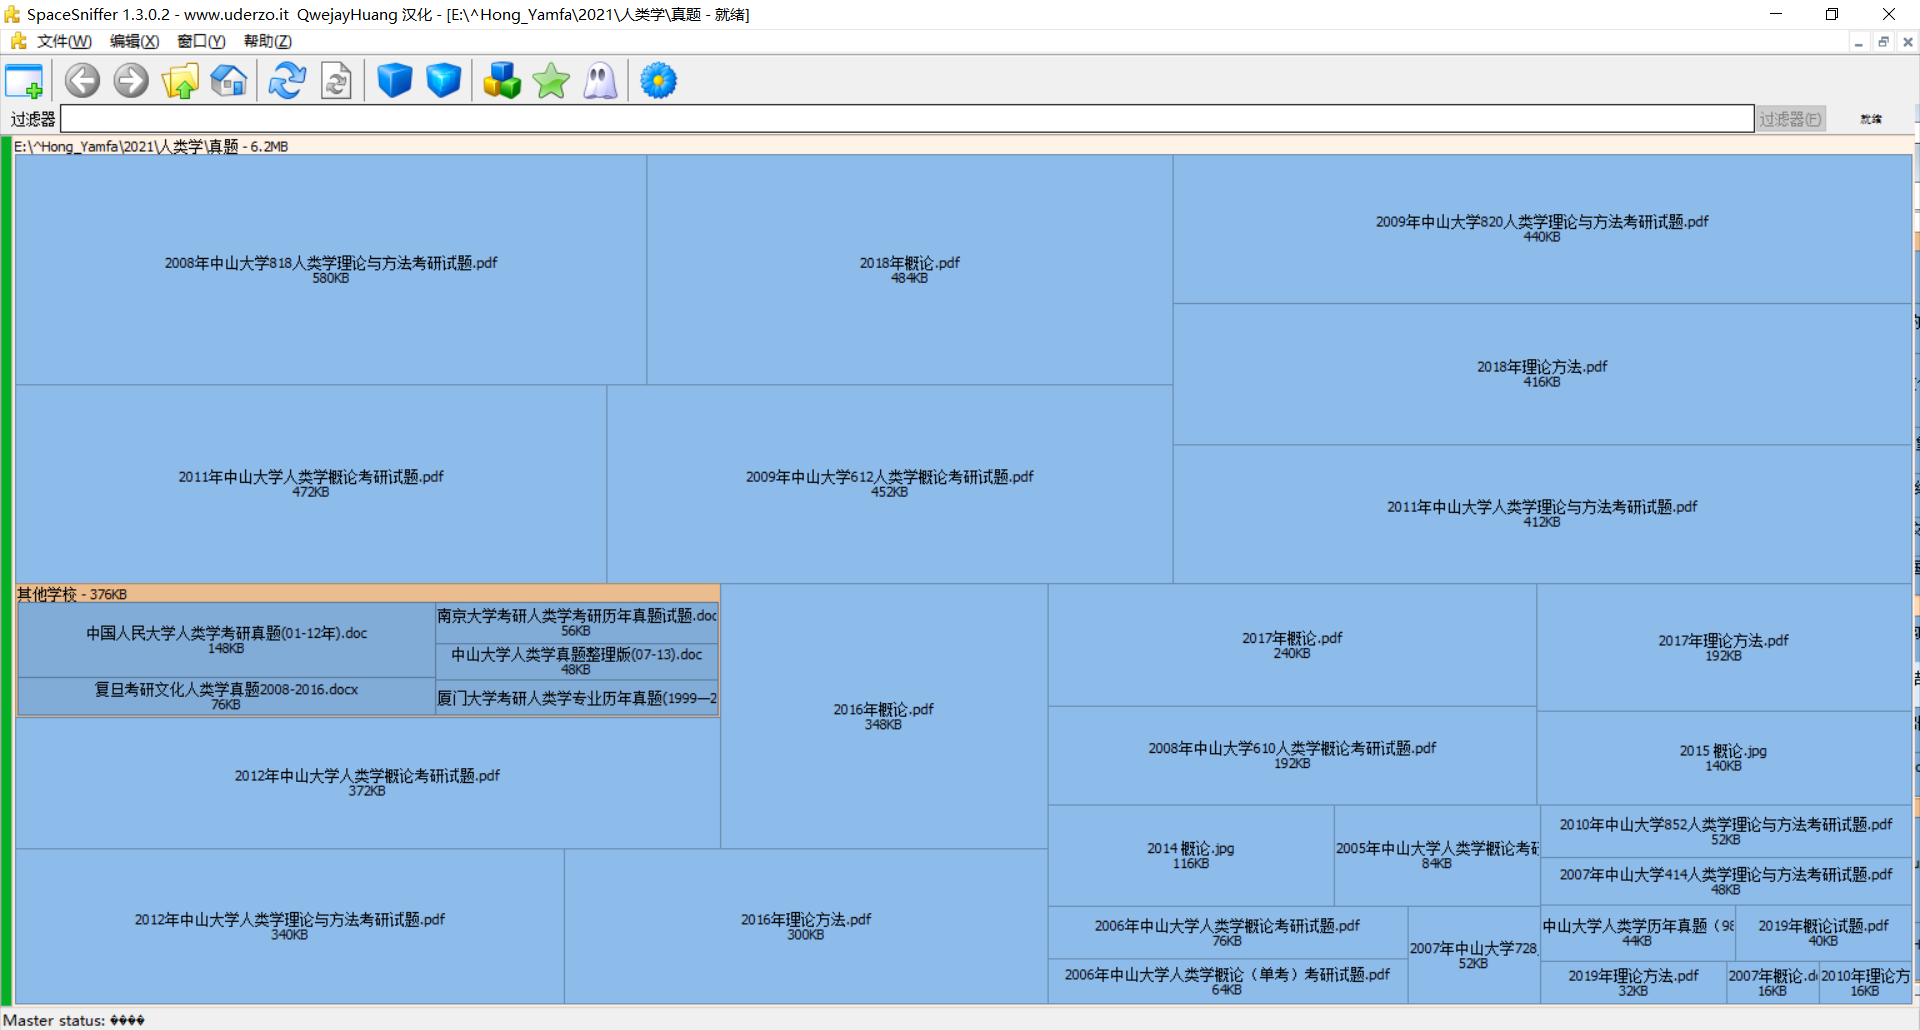 SpaceSniffer 1.3.0.2 - www.uderzo.it  QwejayHuang 汉化 - [E:\^Hong_Yamfa\2021\人类学\真题 - 就绪]
文件(W) 编辑(X) 窗口(Y) 帮助(Z)
过滤器 过滤器(F) 就绪
E:\^Hong_Yamfa\2021\人类学\真题 - 6.2MB
2008年中山大学818人类学理论与方法考研试题.pdf
580KB
2018年概论.pdf
484KB
2009年中山大学820人类学理论与方法考研试题.pdf
440KB
2018年理论方法.pdf
416KB
2011年中山大学人类学概论考研试题.pdf
472KB
2009年中山大学612人类学概论考研试题.pdf
452KB
2011年中山大学人类学理论与方法考研试题.pdf
412KB
其他学校 - 376KB
中国人民大学人类学考研真题(01-12年).doc
148KB
南京大学考研人类学考研历年真题试题.doc
56KB
中山大学人类学真题整理版(07-13).doc
48KB
复旦考研文化人类学真题2008-2016.docx
76KB
厦门大学考研人类学专业历年真题(1999—2
2012年中山大学人类学概论考研试题.pdf
372KB
2016年概论.pdf
348KB
2017年概论.pdf
240KB
2017年理论方法.pdf
192KB
2008年中山大学610人类学概论考研试题.pdf
192KB
2015 概论.jpg
140KB
2012年中山大学人类学理论与方法考研试题.pdf
340KB
2016年理论方法.pdf
300KB
2014 概论.jpg
116KB
2005年中山大学人类学概论考研
84KB
2010年中山大学852人类学理论与方法考研试题.pdf
52KB
2007年中山大学414人类学理论与方法考研试题.pdf
48KB
2006年中山大学人类学概论考研试题.pdf
76KB
2006年中山大学人类学概论（单考）考研试题.pdf
64KB
2007年中山大学728
52KB
中山大学人类学历年真题（98
44KB
2019年概论试题.pdf
40KB
2019年理论方法.pdf
32KB
2007年概论.d
16KB
2010年理论方
16KB
Master status: ����